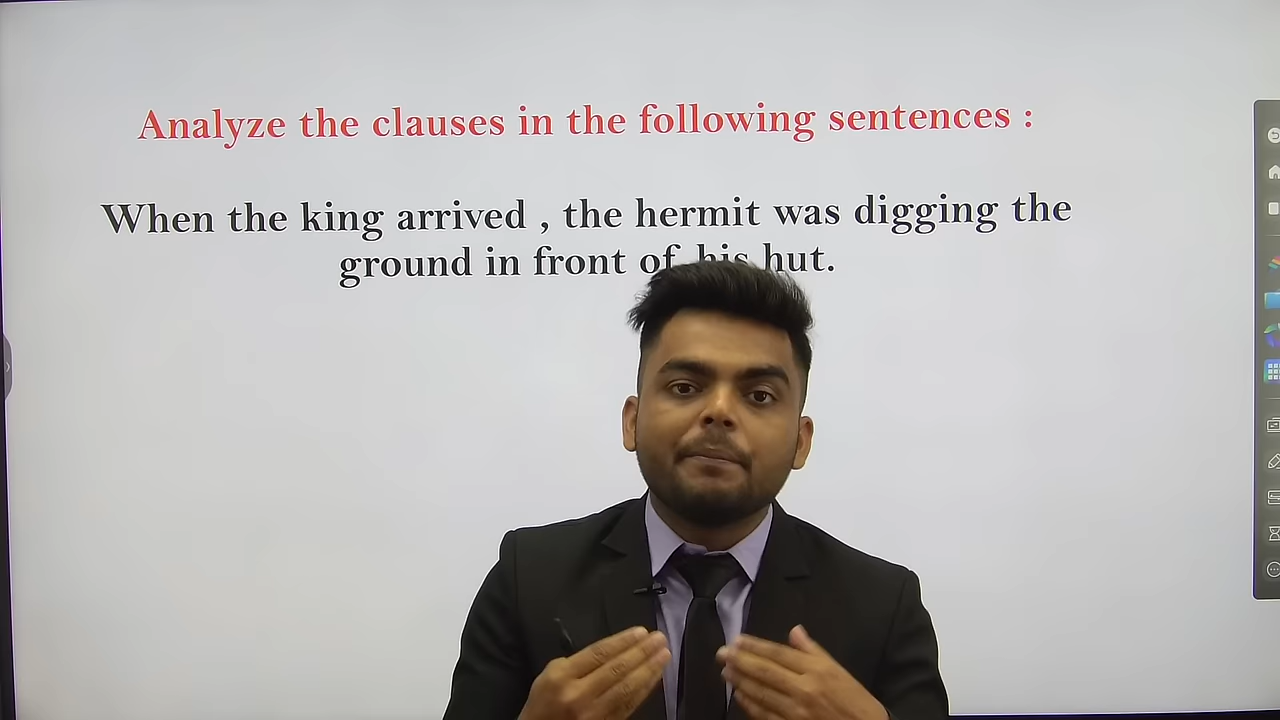 Analyze the clauses in the following sentences :
When the king arrived , the hermit was digging the
ground in front of his hut.